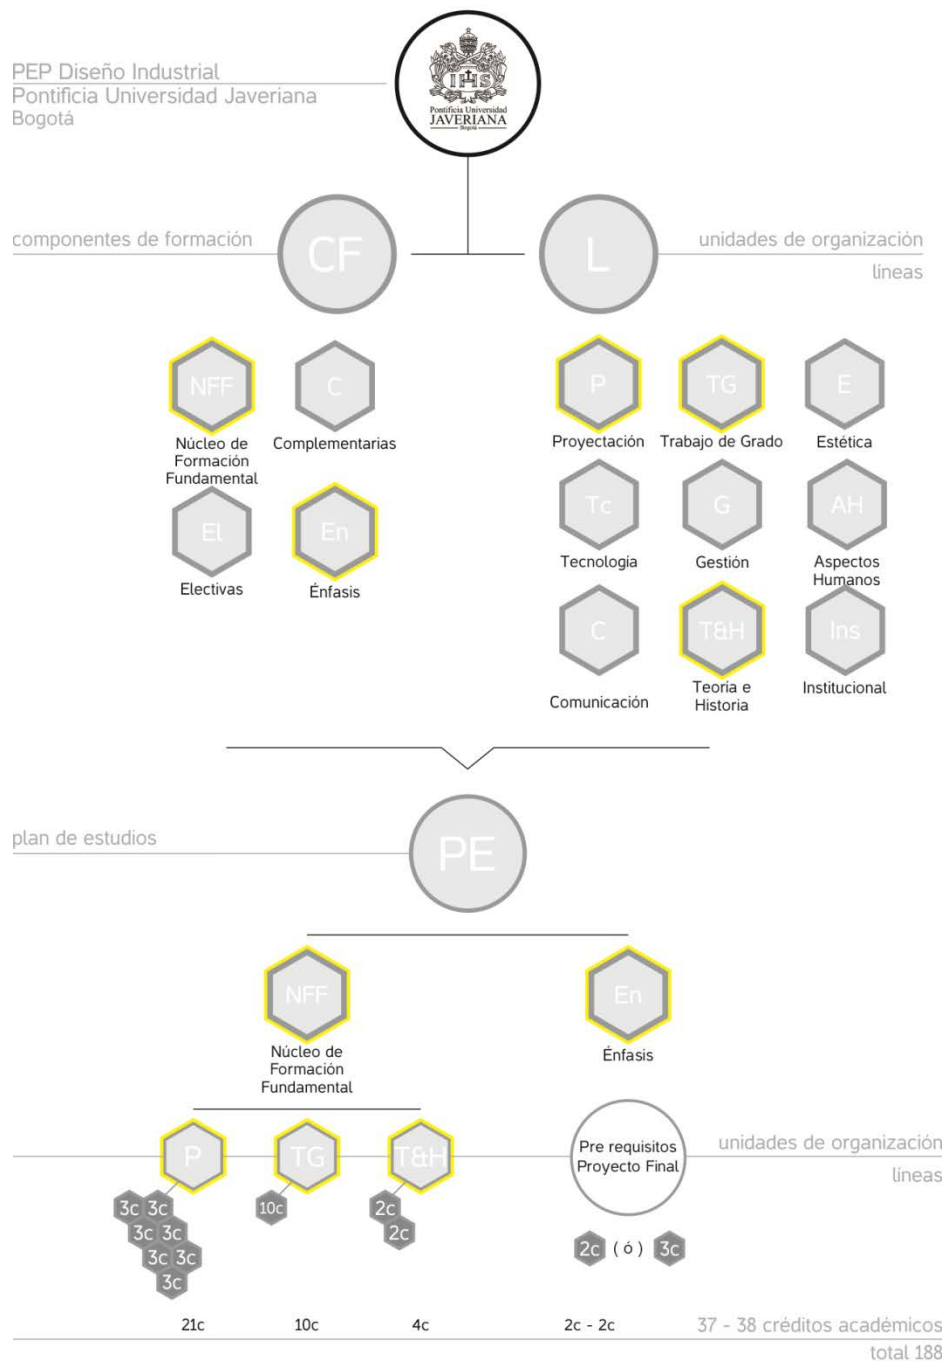 PEP Diseño Industrial
Pontificia Universidad Javeriana
Bogotá
IHS
Pontificia Universidad
JAVERIANA
Bogotá
componentes de formación
CF
L
unidades de organización
líneas
NFF
C
P
TG
E
Núcleo de
Formación
Fundamental
Complementarias
Proyectación
Trabajo de Grado
Estética
El
En
Tc
G
AH
Electivas
Énfasis
Tecnología
Gestión
Aspectos
Humanos
C
T&H
Ins
Comunicación
Teoría e
Historia
Institucional
plan de estudios
PE
NFF
En
Núcleo de
Formación
Fundamental
Énfasis
P
TG
T&H
Pre requisitos
Proyecto Final
unidades de organización
líneas
3c 3c
3c 3c
3c 3c
3c
10c
2c
2c
2c ( ó ) 3c
21c
10c
4c
2c - 2c
37 - 38 créditos académicos
total 188